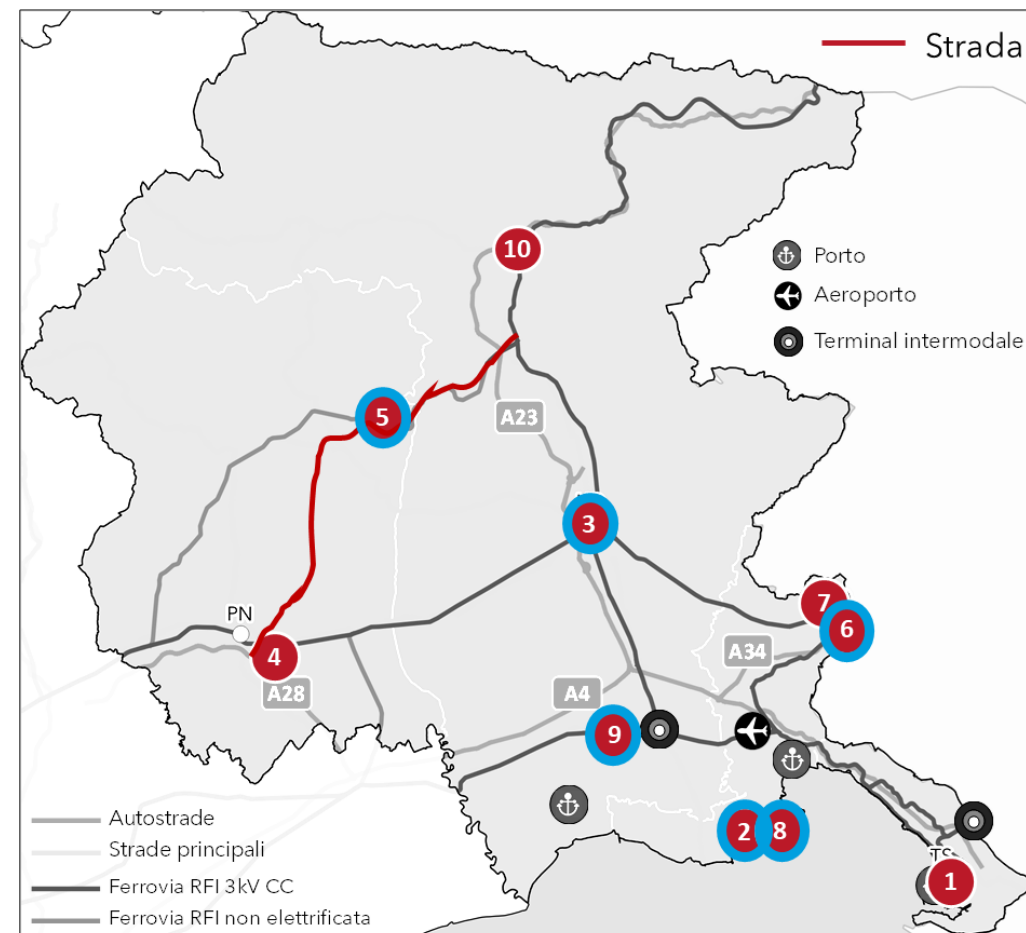 Strada
10
Porto
Aeroporto
Terminal intermodale
5
A23
3
7
6
PN
4
A34
A28
A4
9
2
8
TS
1
Autostrade
Strade principali
Ferrovia RFI 3kV CC
Ferrovia RFI non elettrificata